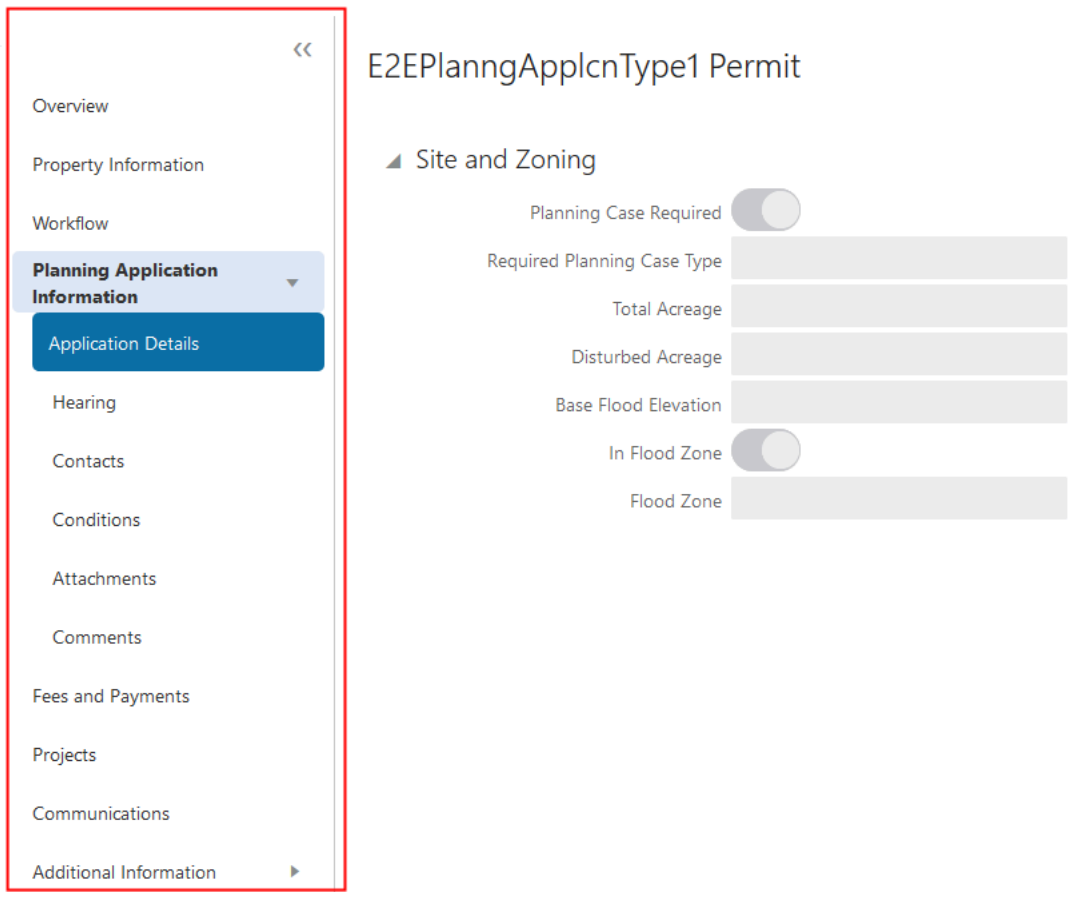 Overview
Property Information
Workflow
Planning Application
Information
Application Details
Hearing
Contacts
Conditions
Attachments
Comments
Fees and Payments
Projects
Communications
Additional Information
E2EPlanngApplcnType1 Permit
Site and Zoning
Planning Case Required
Required Planning Case Type
Total Acreage
Disturbed Acreage
Base Flood Elevation
In Flood Zone
Flood Zone